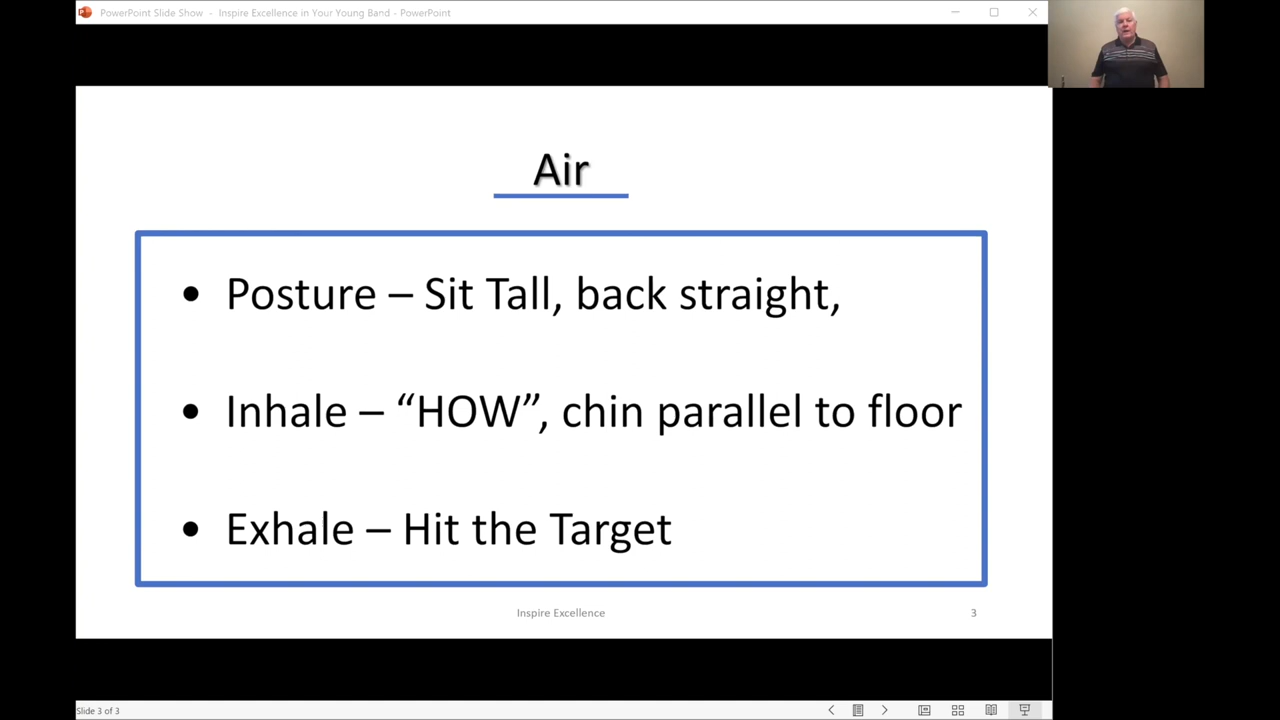 PowerPoint Slide Show - Inspire Excellence in Your Young Band - PowerPoint
Air
• Posture – Sit Tall, back straight,
• Inhale – “HOW”, chin parallel to floor
• Exhale – Hit the Target
Inspire Excellence
3
Slide 3 of 3